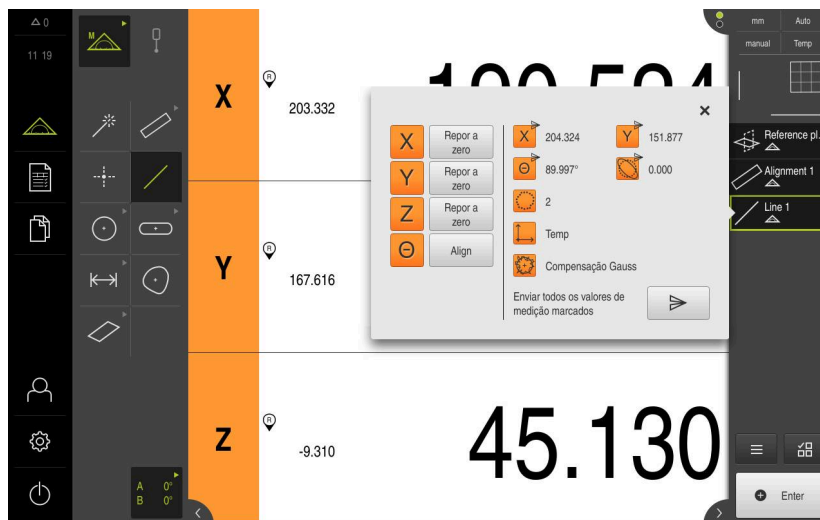 0
11 19
M
A 0°
B 0°
X
R
203.332
Y
R
167.616
Z
R
-9.310
45.130
X
Repor a
zero
Y
Repor a
zero
Z
Repor a
zero
Θ
Align
X 204.324 Y 151.877
Θ 89.997° 0.000
2
Temp
Compensação Gauss
Enviar todos os valores de
medição marcados
mm Auto
manual Temp
Reference pl.
Alignment 1
Line 1
Enter